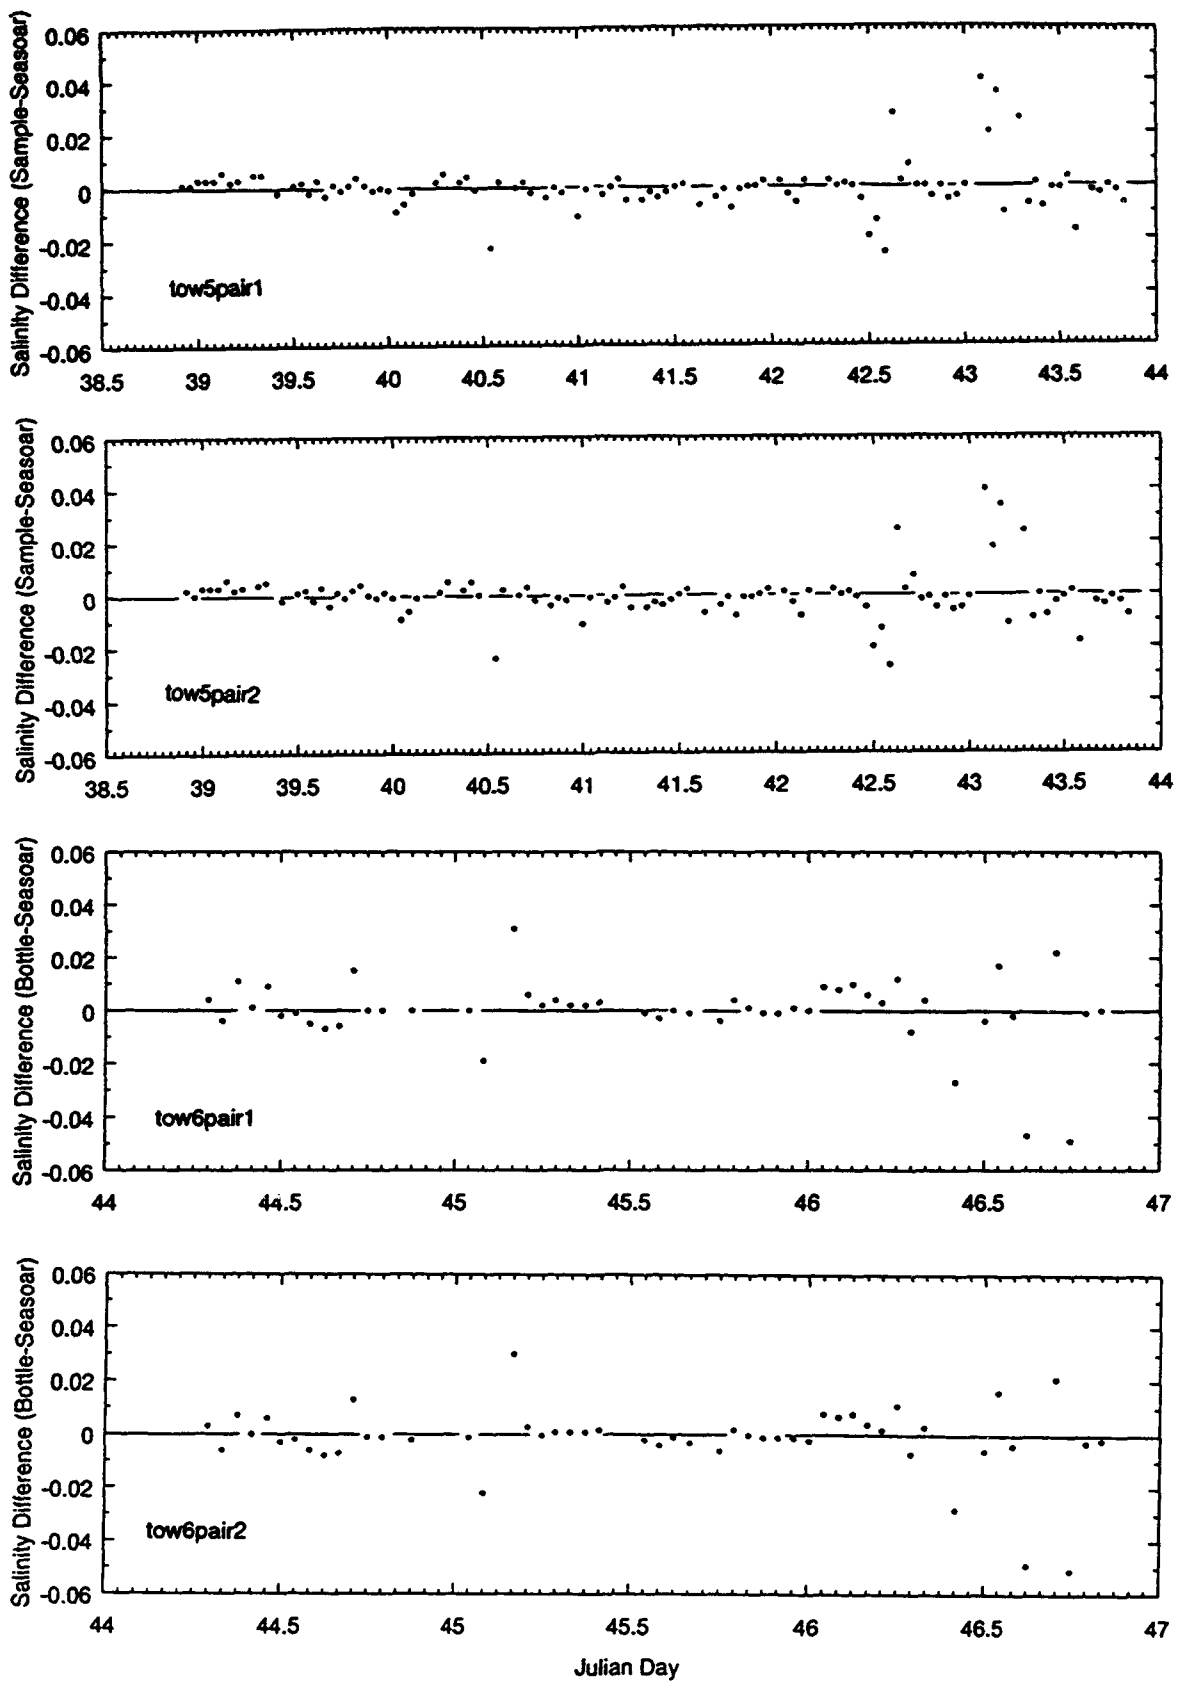 Salinity Difference (Sample-Seasoar)
0.06
0.04
0.02
0
-0.02
-0.04
-0.06
tow5pair1
38.5 39 39.5 40 40.5 41 41.5 42 42.5 43 43.5 44
Salinity Difference (Sample-Seasoar)
0.06
0.04
0.02
0
-0.02
-0.04
-0.06
tow5pair2
38.5 39 39.5 40 40.5 41 41.5 42 42.5 43 43.5 44
Salinity Difference (Bottle-Seasoar)
0.06
0.04
0.02
0
-0.02
-0.04
-0.06
tow6pair1
44 44.5 45 45.5 46 46.5 47
Salinity Difference (Bottle-Seasoar)
0.06
0.04
0.02
0
-0.02
-0.04
-0.06
tow6pair2
44 44.5 45 45.5 46 46.5 47
Julian Day